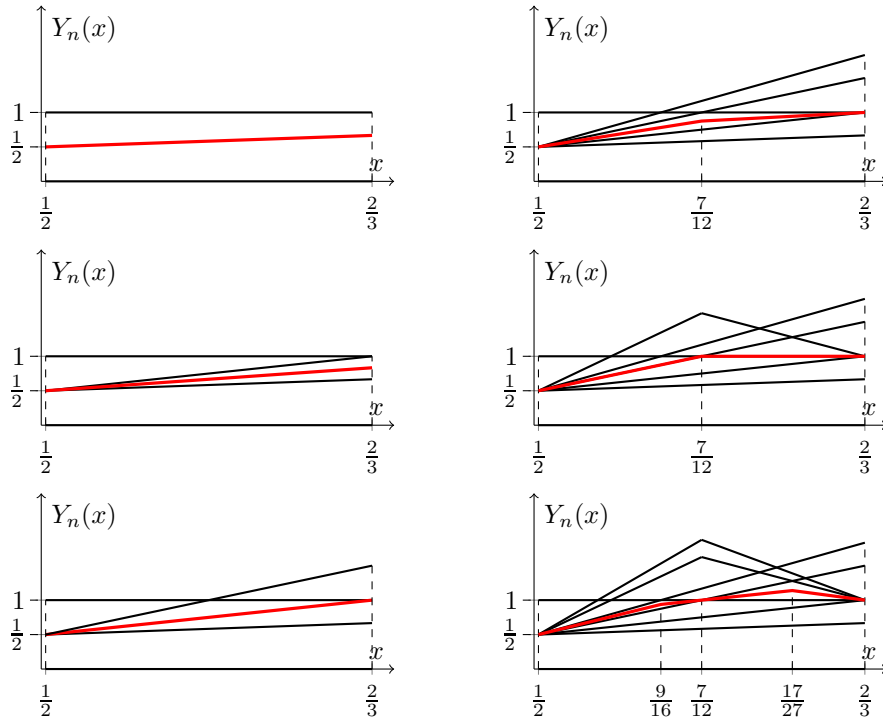 Y_n(x)
1
1/2
x
1/2 2/3
Y_n(x)
1
1/2
x
1/2 7/12 2/3
Y_n(x)
1
1/2
x
1/2 2/3
Y_n(x)
1
1/2
x
1/2 7/12 2/3
Y_n(x)
1
1/2
x
1/2 2/3
Y_n(x)
1
1/2
x
1/2 9/16 7/12 17/27 2/3